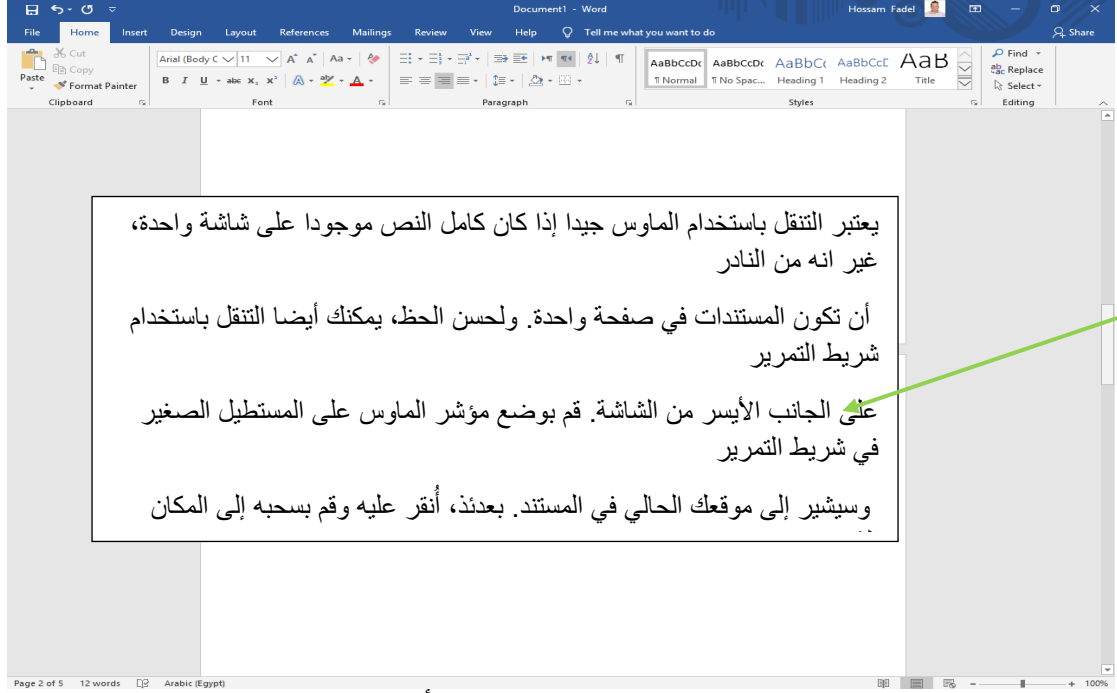 Document1 - Word
Hossam Fadel
File Home Insert Design Layout References Mailings Review View Help Tell me what you want to do Share
Cut
Copy
Paste
Format Painter
Arial (Body C 11 A A Aa
B I U abc x₂ x² A A
AaBbCcDc AaBbCcDc AaBbCc AaBbCcE AaB
¶ Normal ¶ No Spac... Heading 1 Heading 2 Title
Find
Replace
Select
Clipboard Font Paragraph Styles Editing
يعتبر التنقل باستخدام الماوس جيدا إذا كان كامل النص موجودا على شاشة واحدة،
غير انه من النادر
أن تكون المستندات في صفحة واحدة. ولحسن الحظ، يمكنك أيضا التنقل باستخدام
شريط التمرير
على الجانب الأيسر من الشاشة. قم بوضع مؤشر الماوس على المستطيل الصغير
في شريط التمرير
وسيشير إلى موقعك الحالي في المستند. بعدئذ، أُنقر عليه وقم بسحبه إلى المكان
Page 2 of 5 12 words Arabic (Egypt) 100%